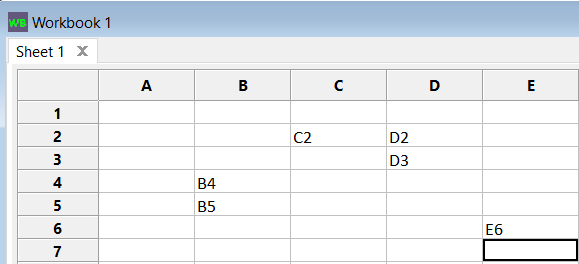 WB Workbook 1
Sheet 1 X
A B C D E
1
2 C2 D2
3 D3
4 B4
5 B5
6 E6
7